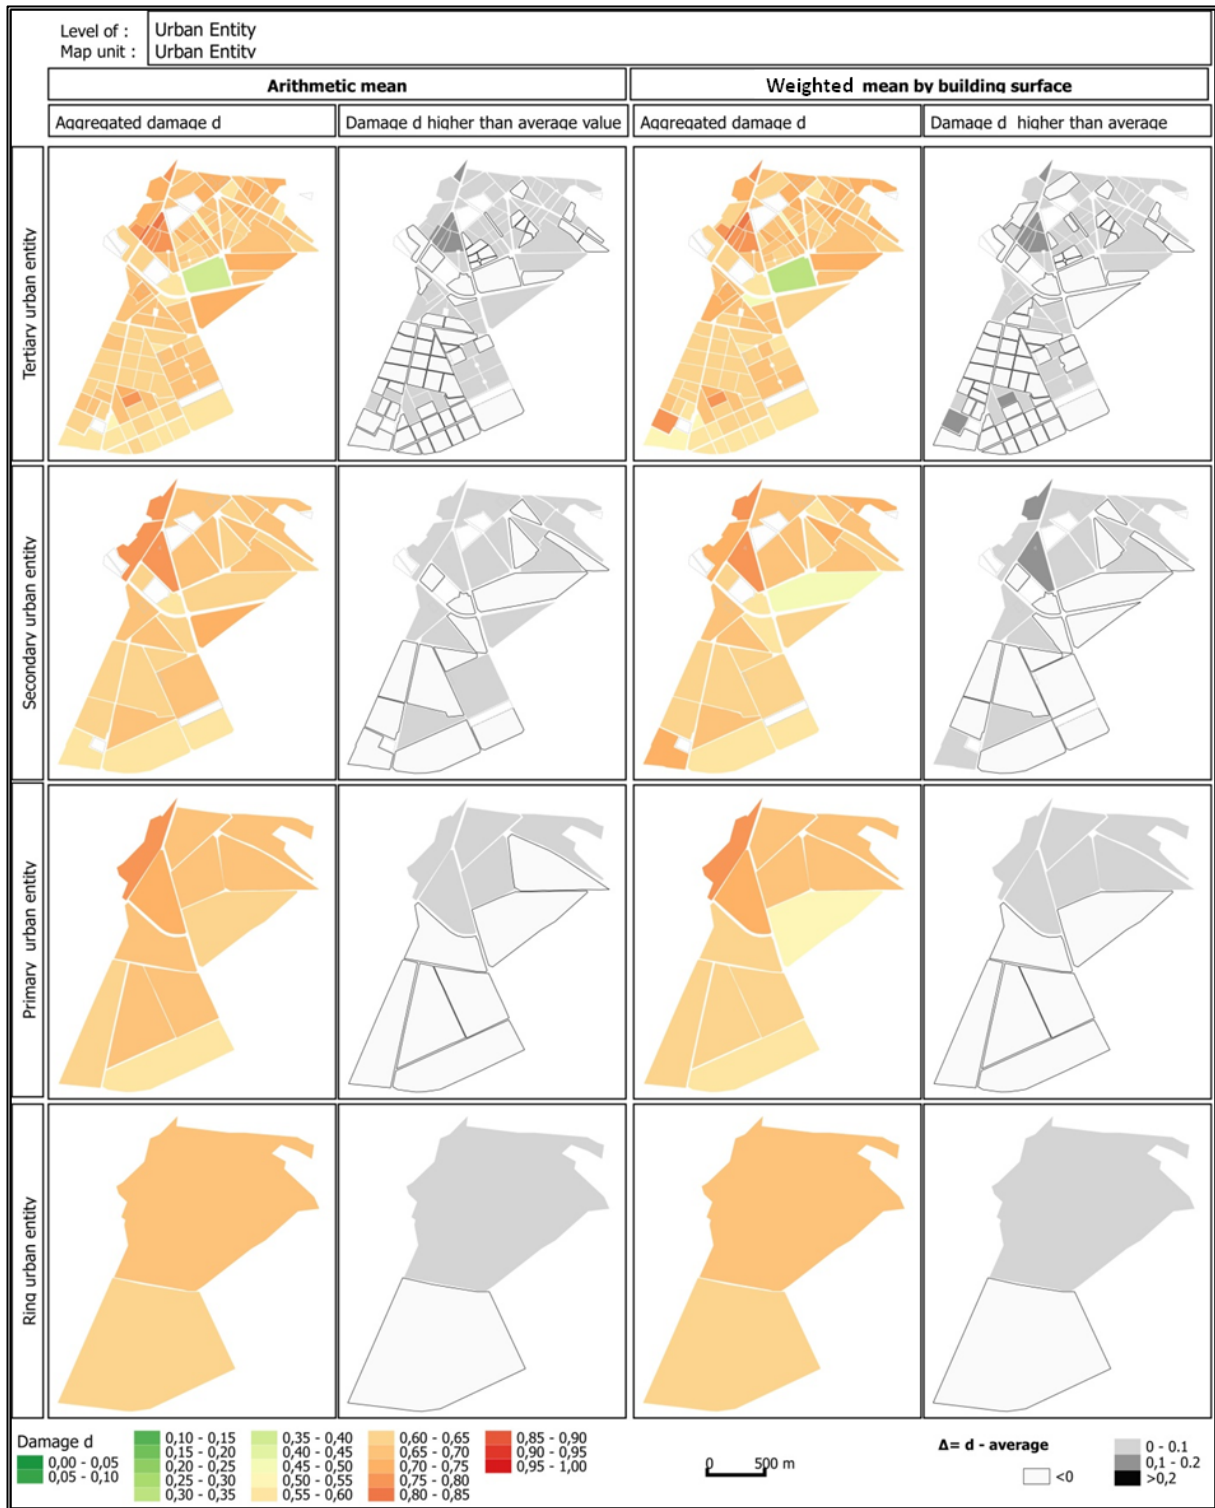 Level of :
Urban Entity
Map unit :
Urban Entity
Arithmetic mean
Weighted mean by building surface
Aggregated damage d
Damage d higher than average value
Aggregated damage d
Damage d higher than average
Tertiary urban entity
Secondary urban entity
Primary urban entity
Ring urban entity
Damage d
0,00 - 0,05
0,05 - 0,10
0,10 - 0,15
0,15 - 0,20
0,20 - 0,25
0,25 - 0,30
0,30 - 0,35
0,35 - 0,40
0,40 - 0,45
0,45 - 0,50
0,50 - 0,55
0,55 - 0,60
0,60 - 0,65
0,65 - 0,70
0,70 - 0,75
0,75 - 0,80
0,80 - 0,85
0,85 - 0,90
0,90 - 0,95
0,95 - 1,00
0 500 m
Δ= d - average
<0
0 - 0.1
0,1 - 0.2
>0,2